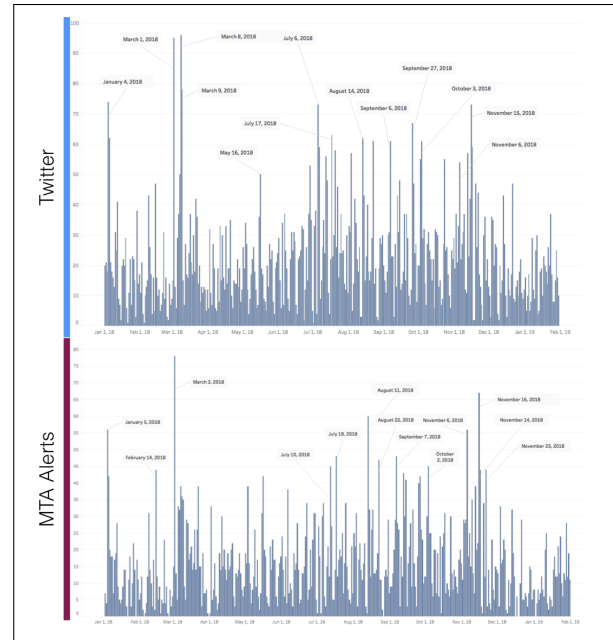 Twitter
100
90
80
70
60
50
40
30
20
10
0
January 4, 2018
March 1, 2018
March 8, 2018
March 9, 2018
May 16, 2018
July 6, 2018
July 17, 2018
August 14, 2018
September 6, 2018
September 27, 2018
October 3, 2018
November 15, 2018
November 6, 2018
Jan 1, 18 Feb 1, 18 Mar 1, 18 Apr 1, 18 May 1, 18 Jun 1, 18 Jul 1, 18 Aug 1, 18 Sep 1, 18 Oct 1, 18 Nov 1, 18 Dec 1, 18 Jan 1, 19 Feb 1, 19
MTA Alerts
80
75
70
65
60
55
50
45
40
35
30
25
20
15
10
5
0
January 5, 2018
February 14, 2018
March 3, 2018
July 10, 2018
July 18, 2018
August 11, 2018
August 22, 2018
September 7, 2018
October
2, 2018
November 6, 2018
November 16, 2018
November 14, 2018
November 23, 2018
Jan 1, 18 Feb 1, 18 Mar 1, 18 Apr 1, 18 May 1, 18 Jun 1, 18 Jul 1, 18 Aug 1, 18 Sep 1, 18 Oct 1, 18 Nov 1, 18 Dec 1, 18 Jan 1, 19 Feb 1, 19